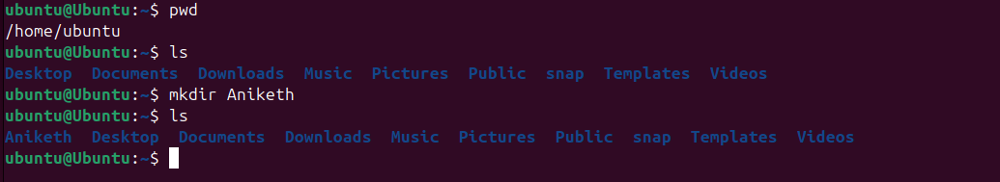 ubuntu@Ubuntu:~$ pwd
/home/ubuntu
ubuntu@Ubuntu:~$ ls
Desktop  Documents  Downloads  Music  Pictures  Public  snap  Templates  Videos
ubuntu@Ubuntu:~$ mkdir Aniketh
ubuntu@Ubuntu:~$ ls
Aniketh  Desktop  Documents  Downloads  Music  Pictures  Public  snap  Templates  Videos
ubuntu@Ubuntu:~$